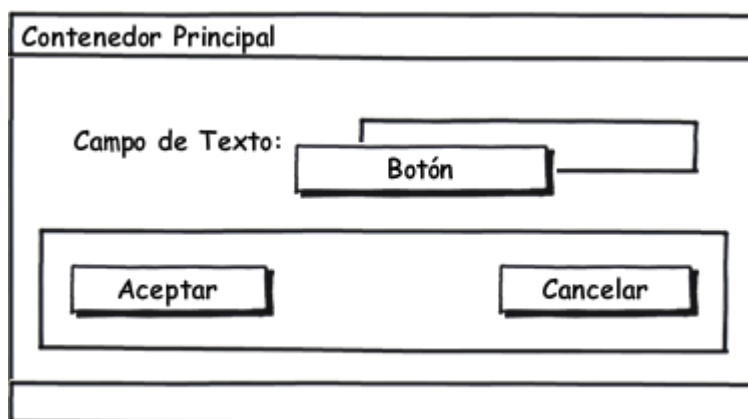 Contenedor Principal
Campo de Texto:
Botón
Aceptar
Cancelar